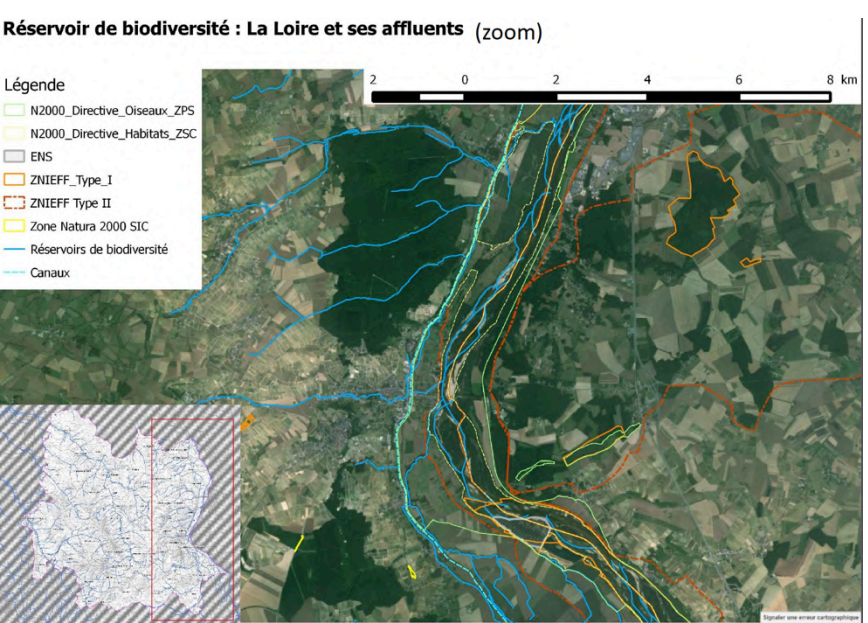 Réservoir de biodiversité : La Loire et ses affluents (zoom)
2 0 2 4 6 8 km
Légende
N2000_Directive_Oiseaux_ZPS
N2000_Directive_Habitats_ZSC
ENS
ZNIEFF_Type_I
ZNIEFF Type II
Zone Natura 2000 SIC
Réservoirs de biodiversité
Canaux
Signaler une erreur cartographique